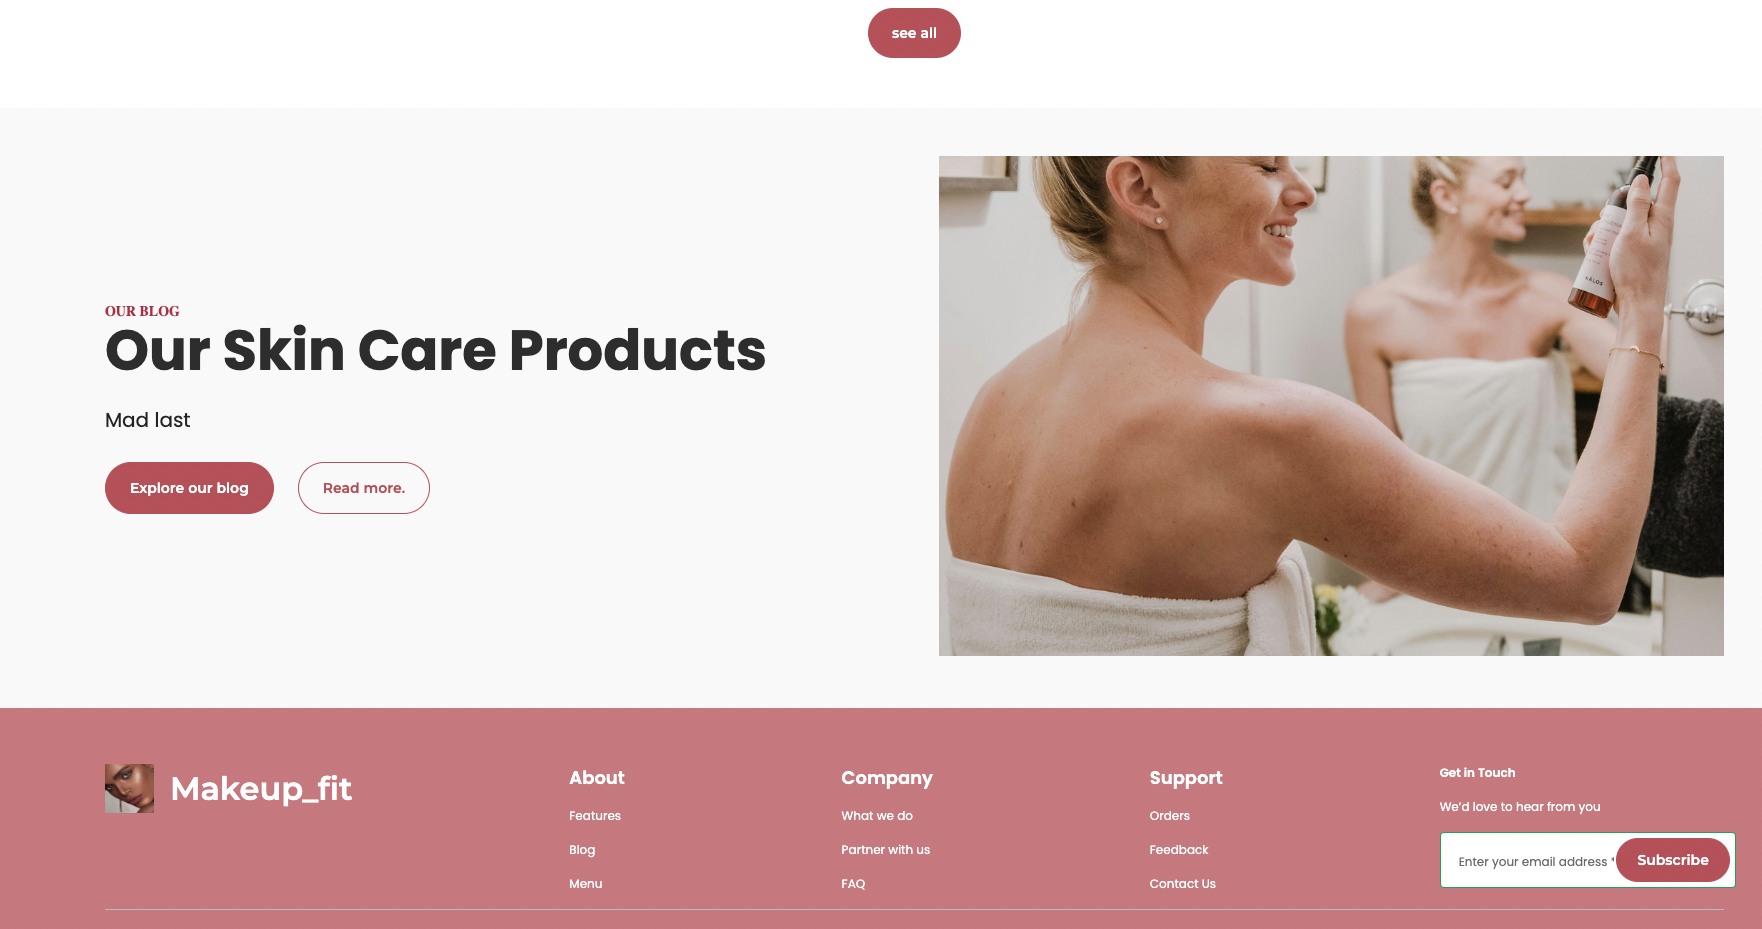 see all
OUR BLOG
Our Skin Care Products
Mad last
Explore our blog
Read more.
KALOS
Makeup_fit
About
Features
Blog
Menu
Company
What we do
Partner with us
FAQ
Support
Orders
Feedback
Contact Us
Get in Touch
We'd love to hear from you
Enter your email address *
Subscribe